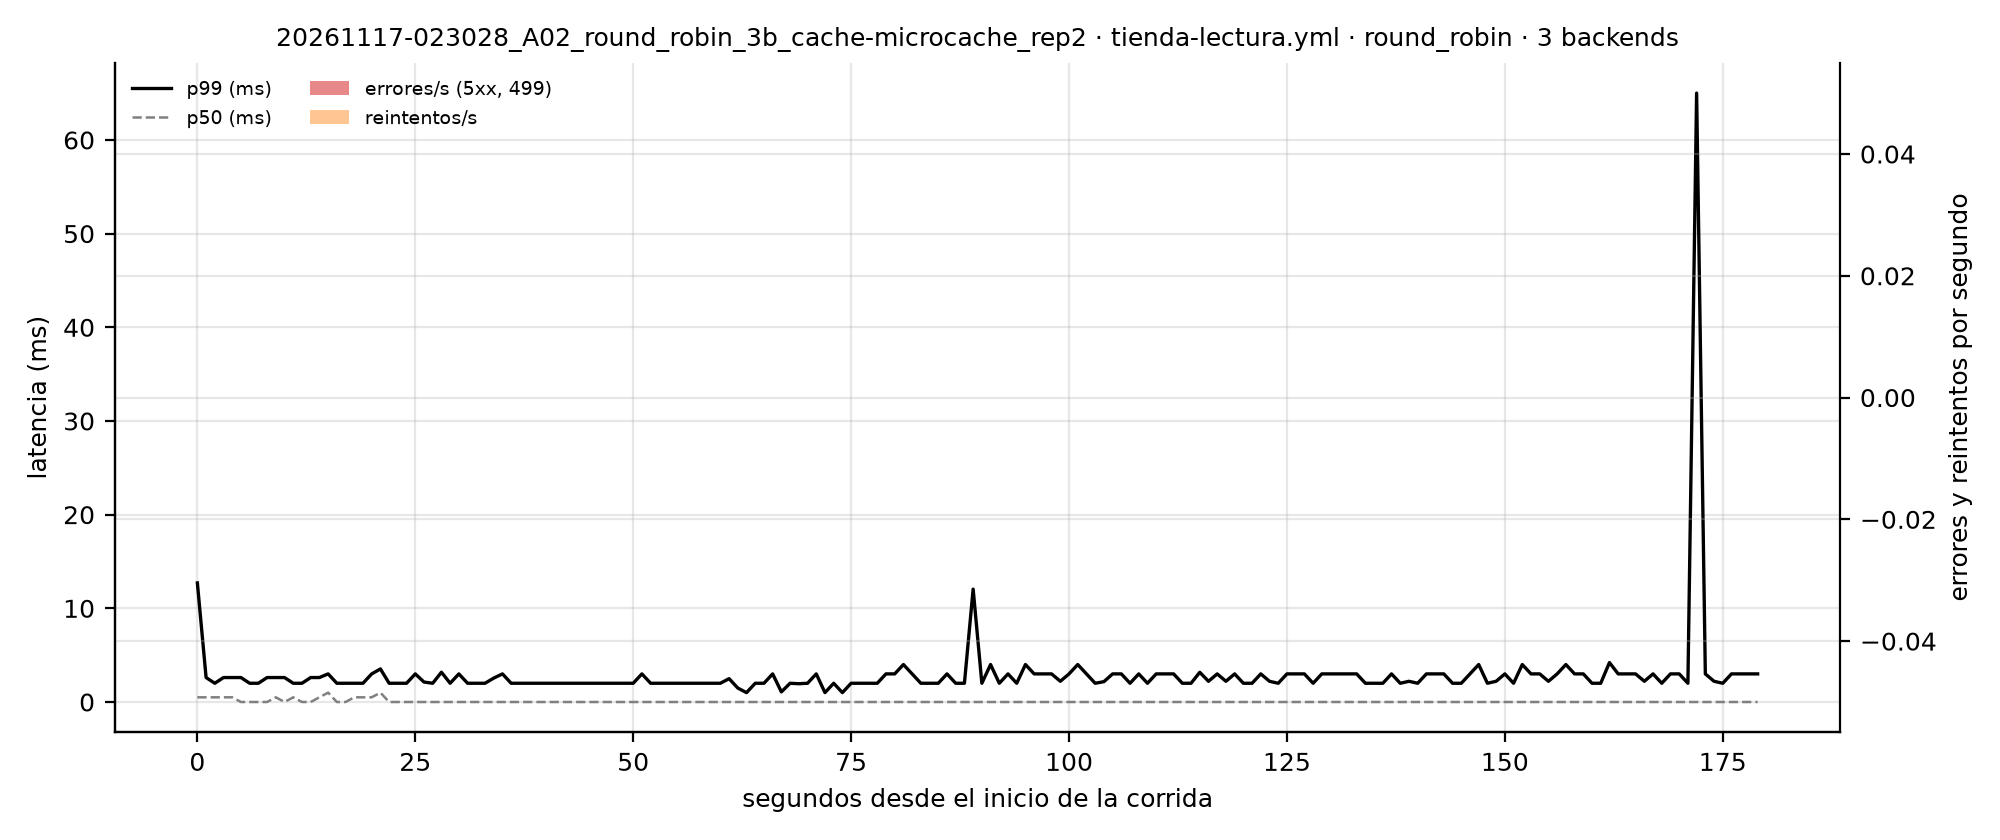 20261117-023028_A02_round_robin_3b_cache-microcache_rep2 · tienda-lectura.yml · round_robin · 3 backends
p99 (ms)
p50 (ms)
errores/s (5xx, 499)
reintentos/s
latencia (ms)
60
50
40
30
20
10
0
0.04
0.02
0.00
−0.02
−0.04
errores y reintentos por segundo
0 25 50 75 100 125 150 175
segundos desde el inicio de la corrida